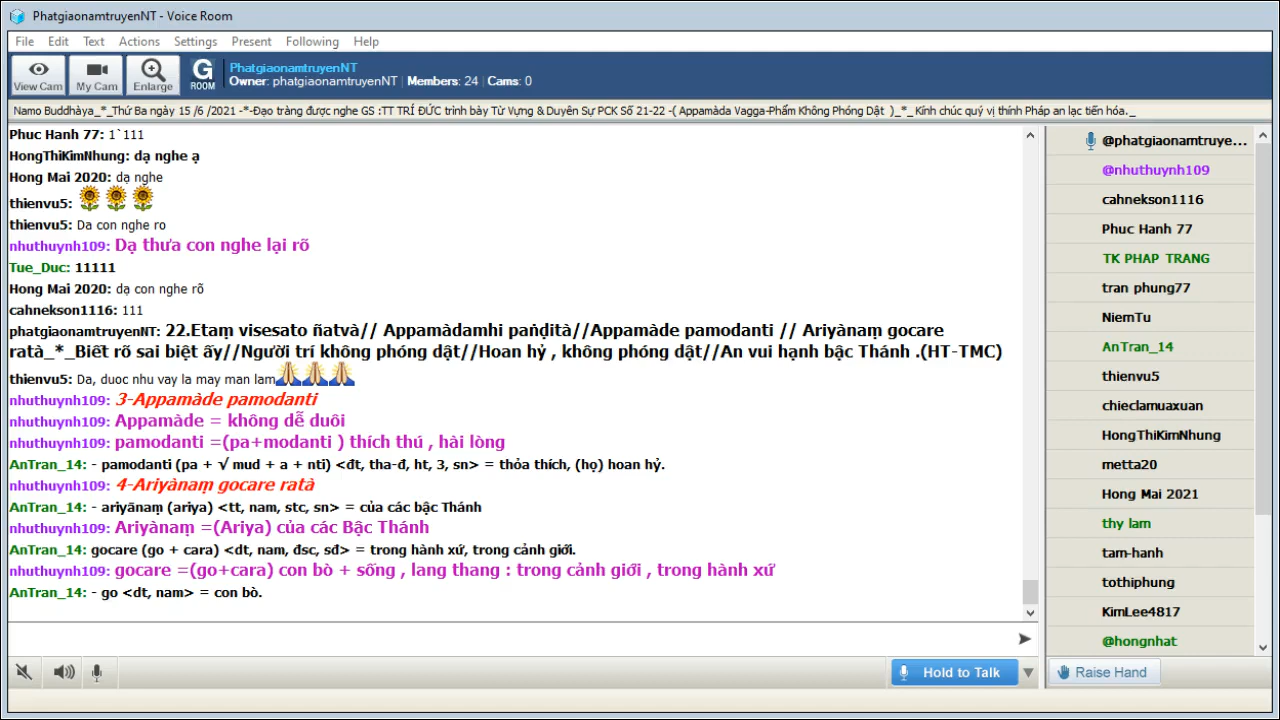 PhatgiaonamtruyenNT - Voice Room
File Edit Text Actions Settings Present Following Help
View Cam My Cam Enlarge G ROOM
PhatgiaonamtruyenNT
Owner: phatgiaonamtruyenNT Members: 24 Cams: 0
Namo Buddhàya_*_Thứ Ba ngày 15 /6 /2021 -*-Đạo tràng được nghe GS :TT TRÍ ĐỨC trình bày Từ Vựng & Duyên Sự PCK Số 21-22 -( Appamàda Vagga-Phẩm Không Phóng Dật )_*_ Kính chúc quý vị thính Pháp an lạc tiến hóa._
Phuc Hanh 77: 1`111
HongThiKimNhung: dạ nghe ạ
Hong Mai 2020: dạ nghe
thienvu5:
thienvu5: Da con nghe ro
nhuthuynh109: Dạ thưa con nghe lại rõ
Tue_Duc: 11111
Hong Mai 2020: dạ con nghe rõ
cahnekson1116: 111
phatgiaonamtruyenNT: 22.Etaṃ visesato ñatvà// Appamàdamhi paṅḍità//Appamàde pamodanti // Ariyànaṃ gocare
ratà_*_Biết rõ sai biệt ấy//Người trí không phóng dật//Hoan hỷ , không phóng dật//An vui hạnh bậc Thánh .(HT-TMC)
thienvu5: Da, duoc nhu vay la may man lam
nhuthuynh109: 3-Appamàde pamodanti
nhuthuynh109: Appamàde = không dễ duôi
nhuthuynh109: pamodanti =(pa+modanti ) thích thú , hài lòng
AnTran_14: - pamodanti (pa + √ mud + a + nti) <đt, tha-đ, ht, 3, sn> = thỏa thích, (họ) hoan hỷ.
nhuthuynh109: 4-Ariyànaṃ gocare ratà
AnTran_14: - ariyānaṃ (ariya) <tt, nam, stc, sn> = của các bậc Thánh
nhuthuynh109: Ariyànaṃ =(Ariya) của các Bậc Thánh
AnTran_14: gocare (go + cara) <dt, nam, đsc, sđ> = trong hành xứ, trong cảnh giới.
nhuthuynh109: gocare =(go+cara) con bò + sống , lang thang : trong cảnh giới , trong hành xứ
AnTran_14: - go <dt, nam> = con bò.
Hold to Talk
@phatgiaonamtruye...
@nhuthuynh109
cahnekson1116
Phuc Hanh 77
TK PHAP TRANG
tran phung77
NiemTu
AnTran_14
thienvu5
chieclamuaxuan
HongThiKimNhung
metta20
Hong Mai 2021
thy lam
tam-hanh
tothiphung
KimLee4817
@hongnhat
Raise Hand